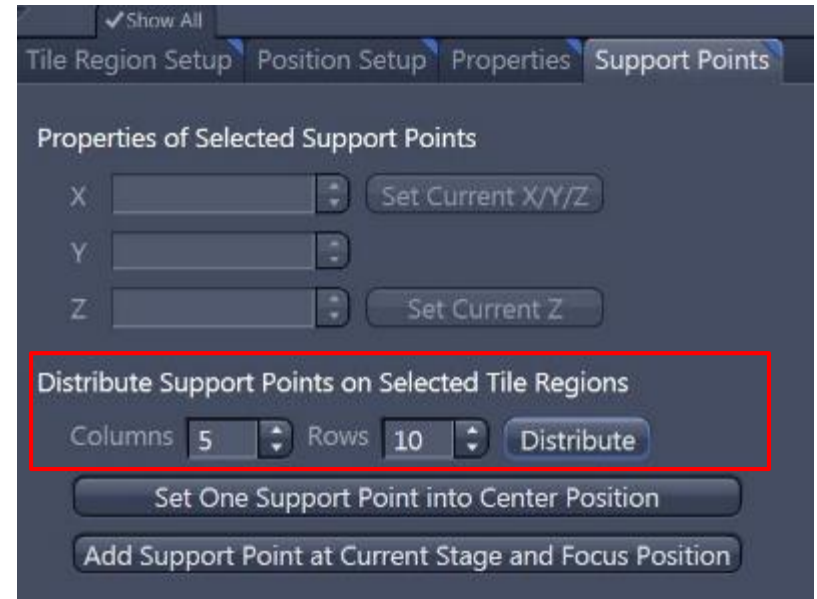 ✓Show All
Tile Region Setup Position Setup Properties Support Points
Properties of Selected Support Points
X Set Current X/Y/Z
Y
Z Set Current Z
Distribute Support Points on Selected Tile Regions
Columns 5 Rows 10 Distribute
Set One Support Point into Center Position
Add Support Point at Current Stage and Focus Position